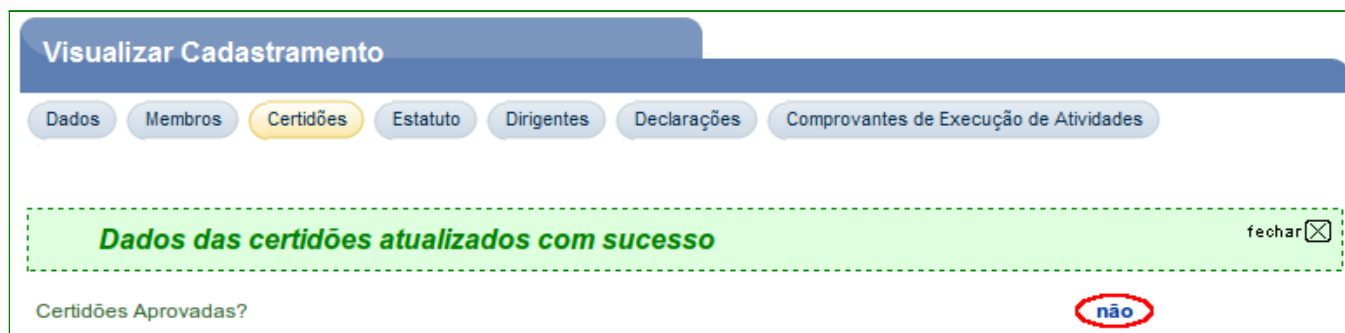 Visualizar Cadastramento
Dados Membros Certidões Estatuto Dirigentes Declarações Comprovantes de Execução de Atividades
Dados das certidões atualizados com sucesso fechar
Certidões Aprovadas? não